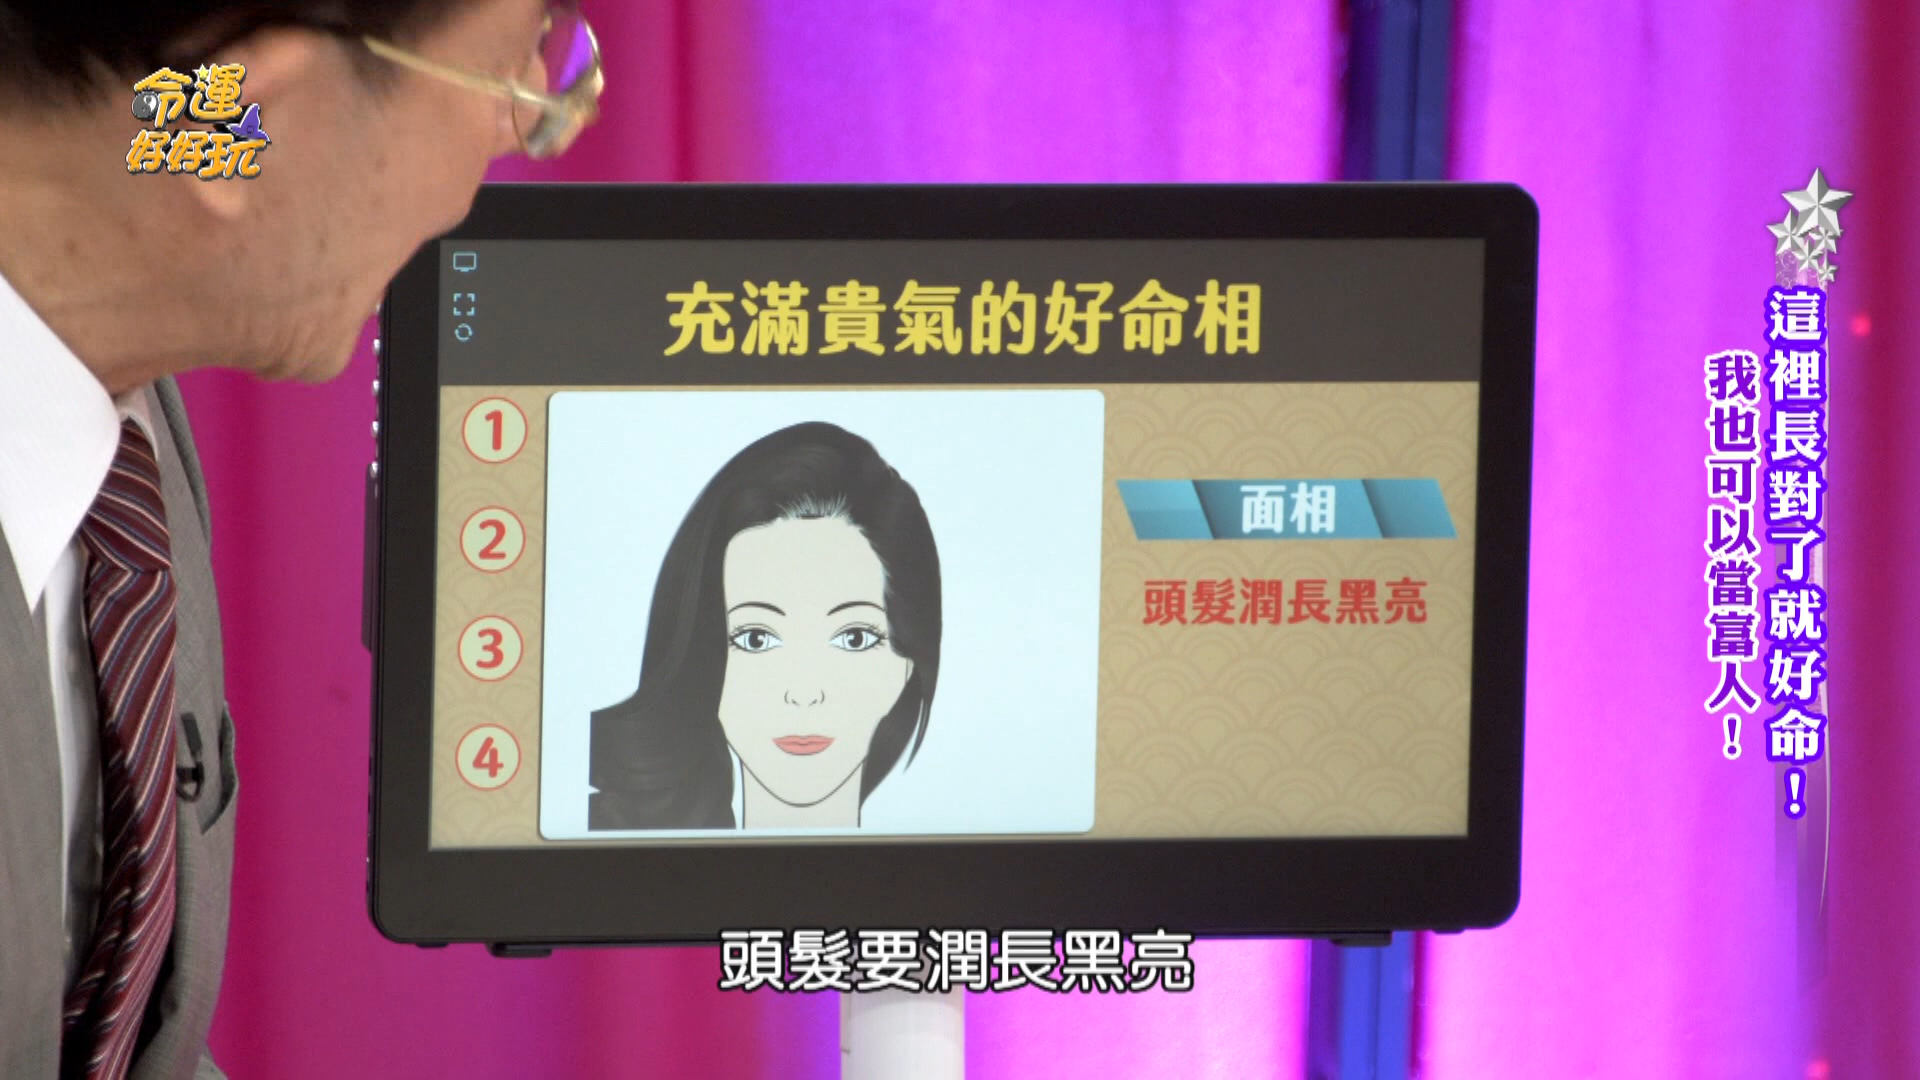 命運
好好玩
充滿貴氣的好命相
1
2
3
4
面相
頭髮潤長黑亮
這裡長對了就好命！
我也可以當富人！
頭髮要潤長黑亮